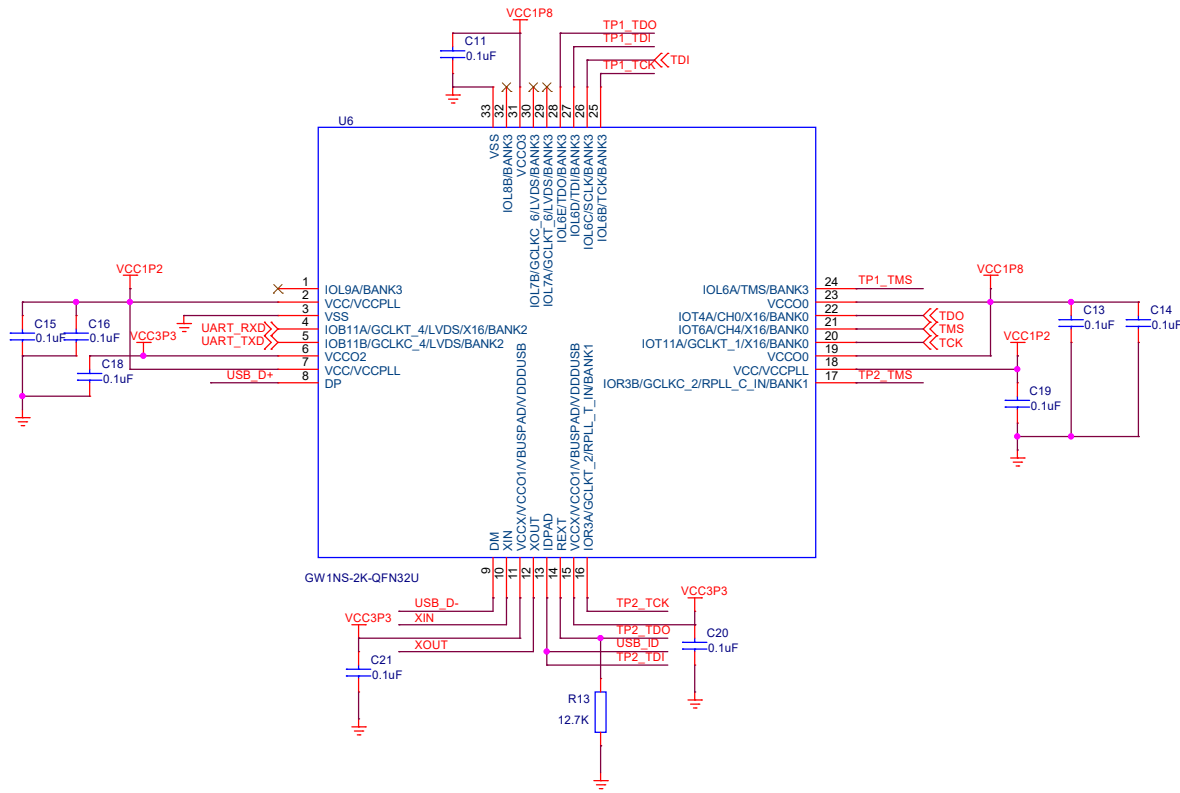 VCC1P8
C11
0.1uF
TP1_TDO
TP1_TDI
TDI
TP1_TCK
33
32
31
30
29
28
27
26
25
U6
VSS
IOL8B/BANK3
VCCO3
IOL7B/GCLKC_6/LVDS/BANK3
IOL7A/GCLKT_6/LVDS/BANK3
IOL6E/TDO/BANK3
IOL6D/TDI/BANK3
IOL6C/SCLK/BANK3
IOL6B/TCK/BANK3
VCC1P2
C15
0.1uF
C16
0.1uF
VCC3P3
C18
0.1uF
UART_RXD
UART_TXD
USB_D+
1
2
3
4
5
6
7
8
IOL9A/BANK3
VCC/VCCPLL
VSS
IOB11A/GCLKT_4/LVDS/X16/BANK2
IOB11B/GCLKC_4/LVDS/BANK2
VCCO2
VCC/VCCPLL
DP
IOL6A/TMS/BANK3
VCCO0
IOT4A/CH0/X16/BANK0
IOT6A/CH4/X16/BANK0
IOT11A/GCLKT_1/X16/BANK0
VCCO0
VCC/VCCPLL
IOR3B/GCLKC_2/RPLL_C_IN/BANK1
24
23
22
21
20
19
18
17
TP1_TMS
TDO
TMS
TCK
TP2_TMS
VCC1P8
C13
0.1uF
C14
0.1uF
VCC1P2
C19
0.1uF
DM
XIN
VCCX/VCCO1/VBUSPAD/VDDDUSB
XOUT
IDPAD
REXT
VCCX/VCCO1/VBUSPAD/VDDDUSB
IOR3A/GCLKT_2/RPLL_T_IN/BANK1
9
10
11
12
13
14
15
16
GW1NS-2K-QFN32U
USB_D-
XIN
VCC3P3
XOUT
C21
0.1uF
TP2_TCK
VCC3P3
TP2_TDO
USB_ID
TP2_TDI
C20
0.1uF
R13
12.7K